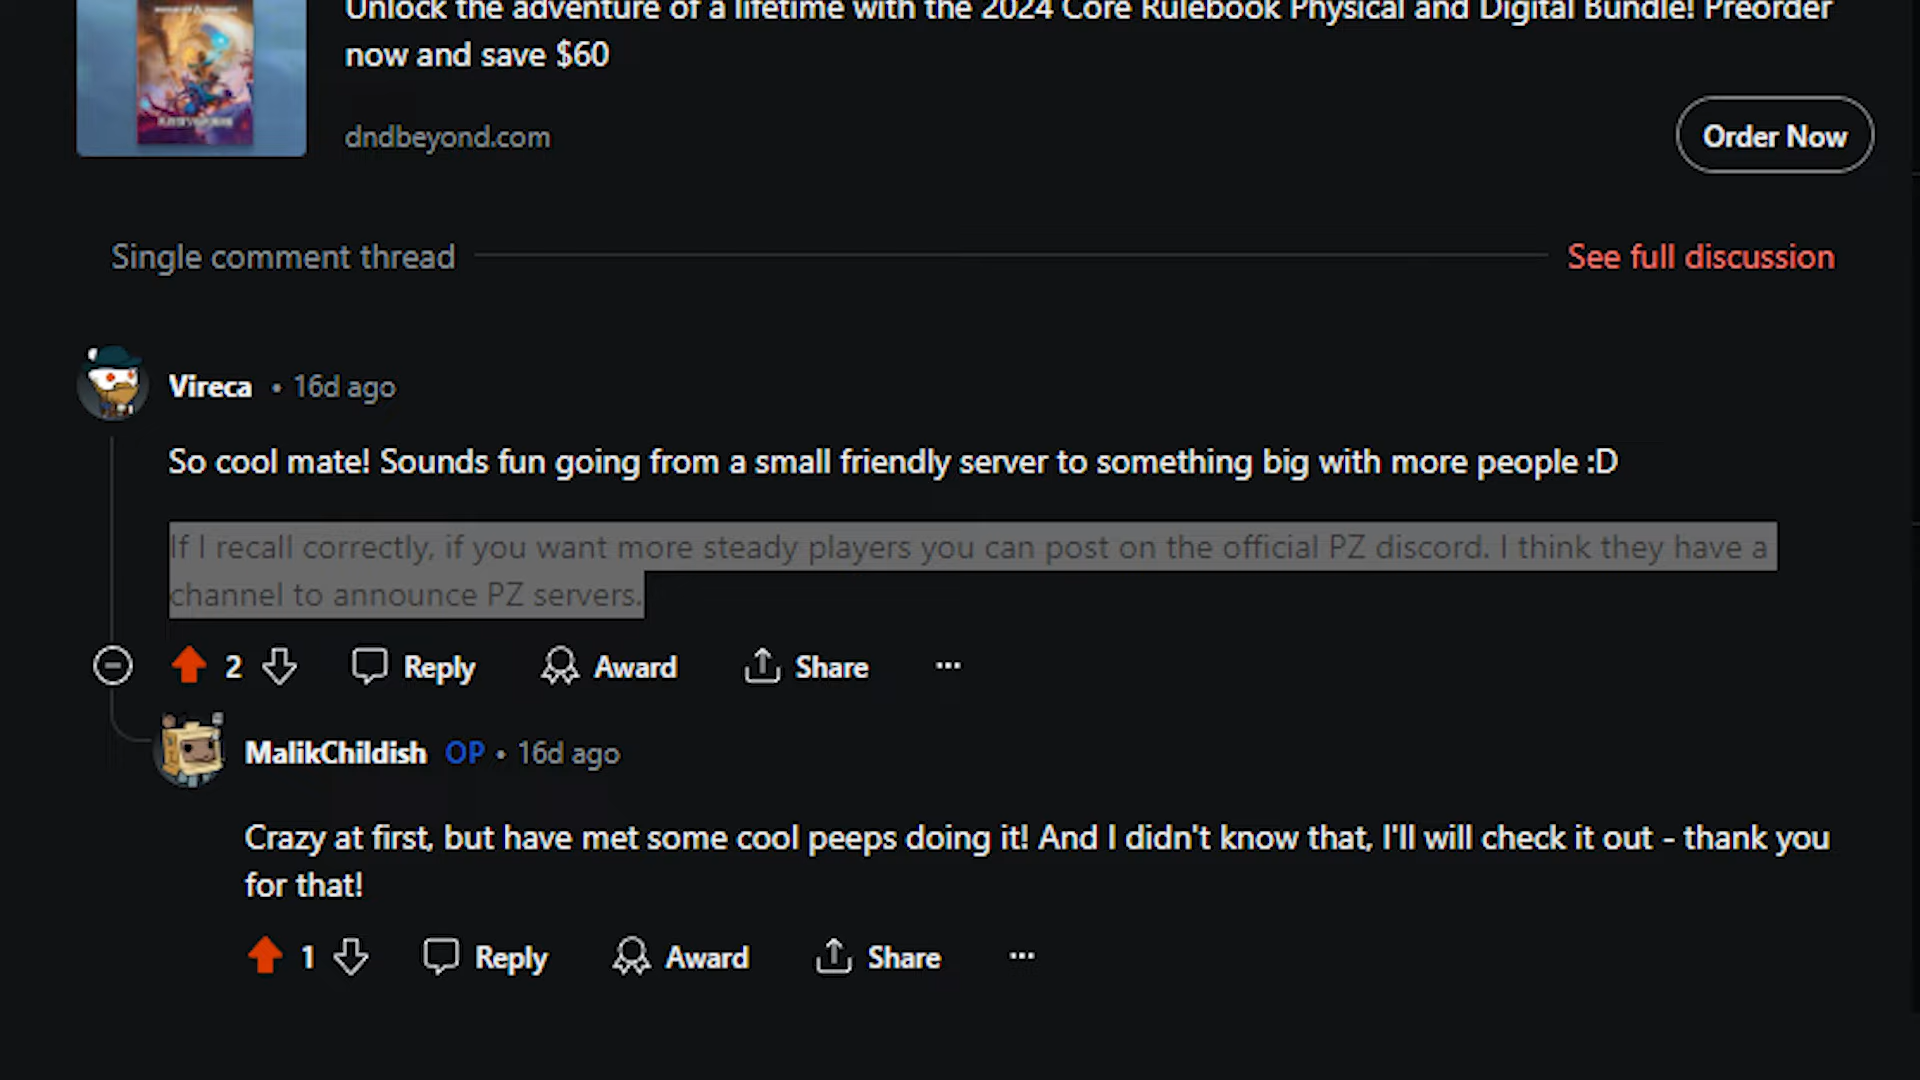 Unlock the adventure of a lifetime with the 2024 Core Rulebook Physical and Digital Bundle! Preorder
now and save $60
dndbeyond.com
Order Now
Single comment thread
See full discussion
Vireca • 16d ago
So cool mate! Sounds fun going from a small friendly server to something big with more people :D
If I recall correctly, if you want more steady players you can post on the official PZ discord. I think they have a
channel to announce PZ servers.
2 Reply Award Share ...
MalikChildish OP • 16d ago
Crazy at first, but have met some cool peeps doing it! And I didn't know that, I'll will check it out - thank you
for that!
1 Reply Award Share ...